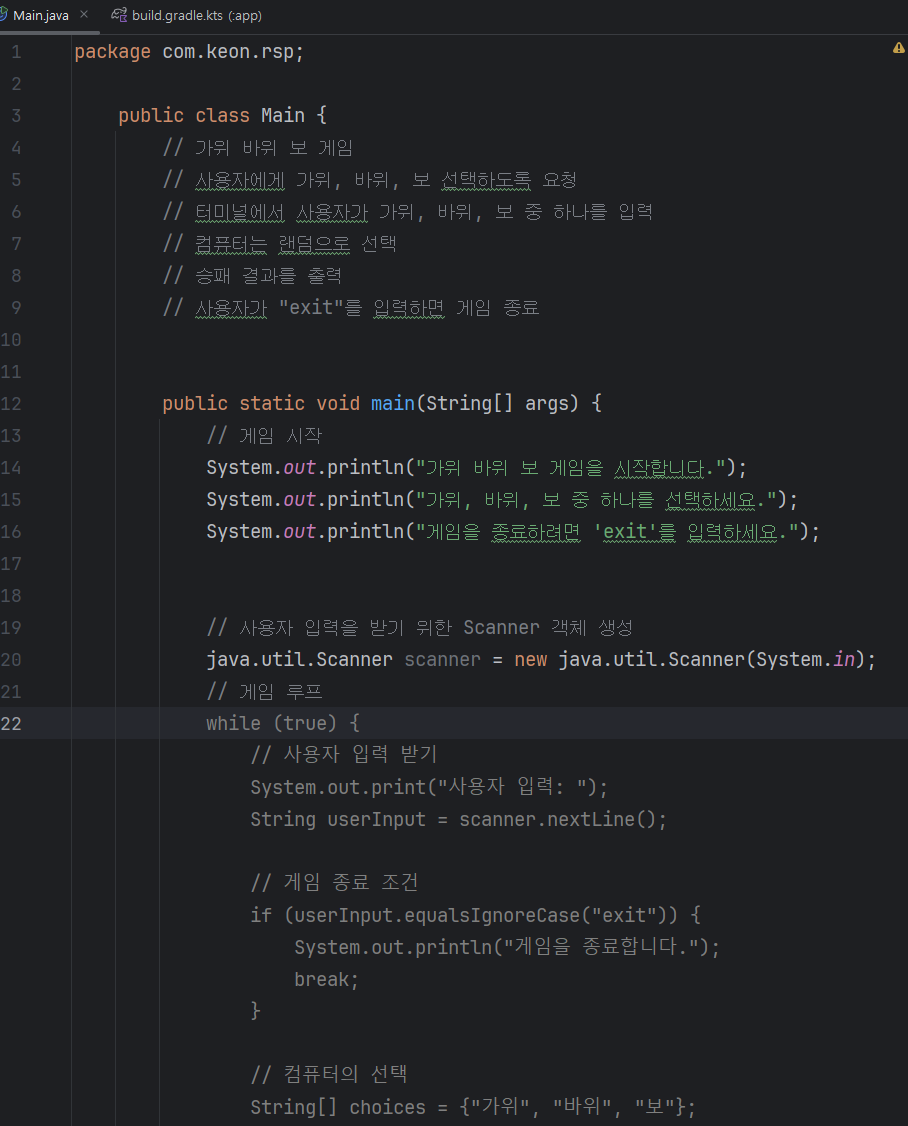 Main.java × build.gradle.kts (:app)
1 package com.keon.rsp;
2
3 public class Main {
4 // 가위 바위 보 게임
5 // 사용자에게 가위, 바위, 보 선택하도록 요청
6 // 터미널에서 사용자가 가위, 바위, 보 중 하나를 입력
7 // 컴퓨터는 랜덤으로 선택
8 // 승패 결과를 출력
9 // 사용자가 "exit"를 입력하면 게임 종료
10
11
12 public static void main(String[] args) {
13 // 게임 시작
14 System.out.println("가위 바위 보 게임을 시작합니다.");
15 System.out.println("가위, 바위, 보 중 하나를 선택하세요.");
16 System.out.println("게임을 종료하려면 'exit'를 입력하세요.");
17
18
19 // 사용자 입력을 받기 위한 Scanner 객체 생성
20 java.util.Scanner scanner = new java.util.Scanner(System.in);
21 // 게임 루프
22 while (true) {
// 사용자 입력 받기
System.out.print("사용자 입력: ");
String userInput = scanner.nextLine();
// 게임 종료 조건
if (userInput.equalsIgnoreCase("exit")) {
System.out.println("게임을 종료합니다.");
break;
}
// 컴퓨터의 선택
String[] choices = {"가위", "바위", "보"};